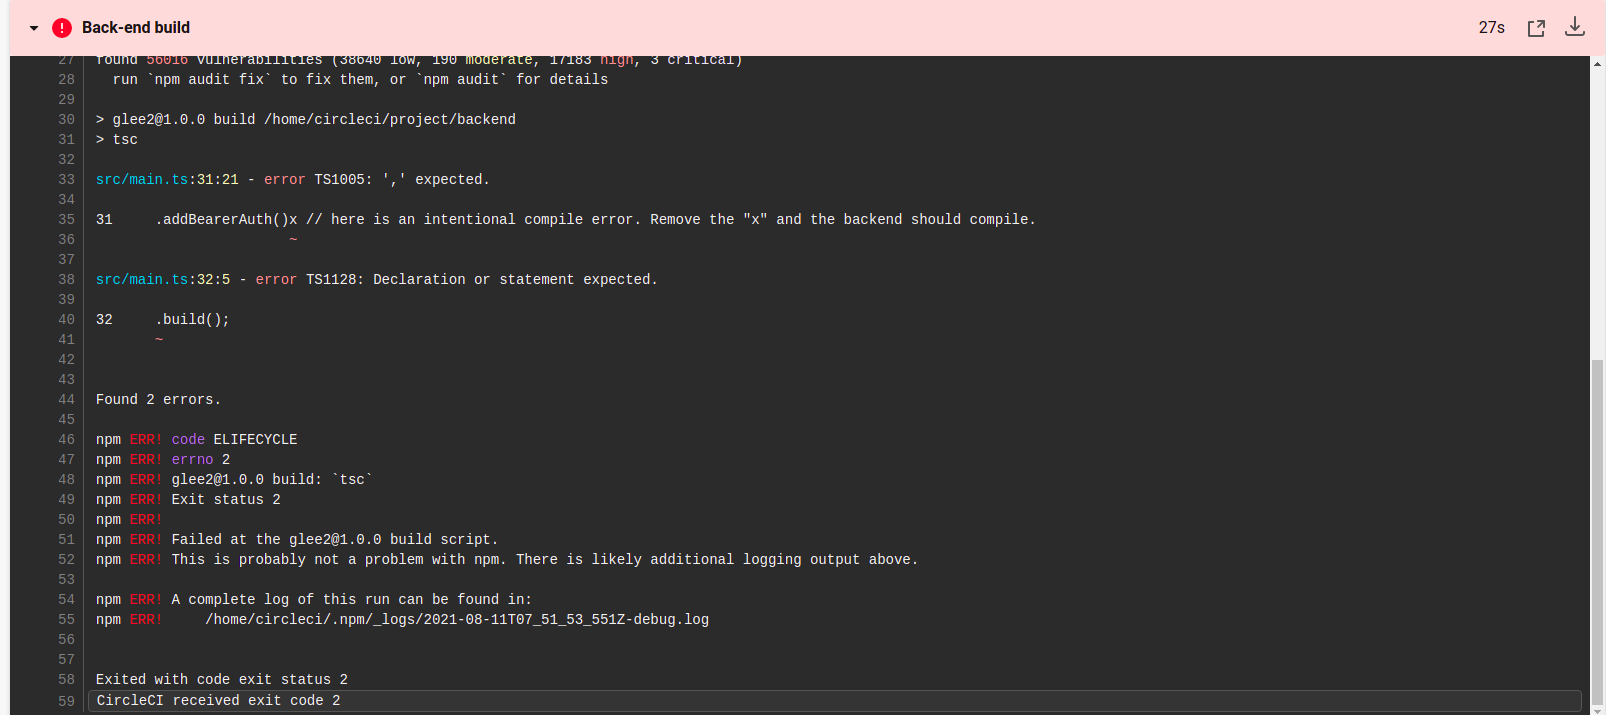 Back-end build 27s
27 found 56016 vulnerabilities (38640 low, 190 moderate, 17183 high, 3 critical)
28 run `npm audit fix` to fix them, or `npm audit` for details
29
30 > glee2@1.0.0 build /home/circleci/project/backend
31 > tsc
32
33 src/main.ts:31:21 - error TS1005: ',' expected.
34
35 31     .addBearerAuth()x // here is an intentional compile error. Remove the "x" and the backend should compile.
36 ~
37
38 src/main.ts:32:5 - error TS1128: Declaration or statement expected.
39
40 32     .build();
41 ~
42
43
44 Found 2 errors.
45
46 npm ERR! code ELIFECYCLE
47 npm ERR! errno 2
48 npm ERR! glee2@1.0.0 build: `tsc`
49 npm ERR! Exit status 2
50 npm ERR!
51 npm ERR! Failed at the glee2@1.0.0 build script.
52 npm ERR! This is probably not a problem with npm. There is likely additional logging output above.
53
54 npm ERR! A complete log of this run can be found in:
55 npm ERR!     /home/circleci/.npm/_logs/2021-08-11T07_51_53_551Z-debug.log
56
57
58 Exited with code exit status 2
59 CircleCI received exit code 2